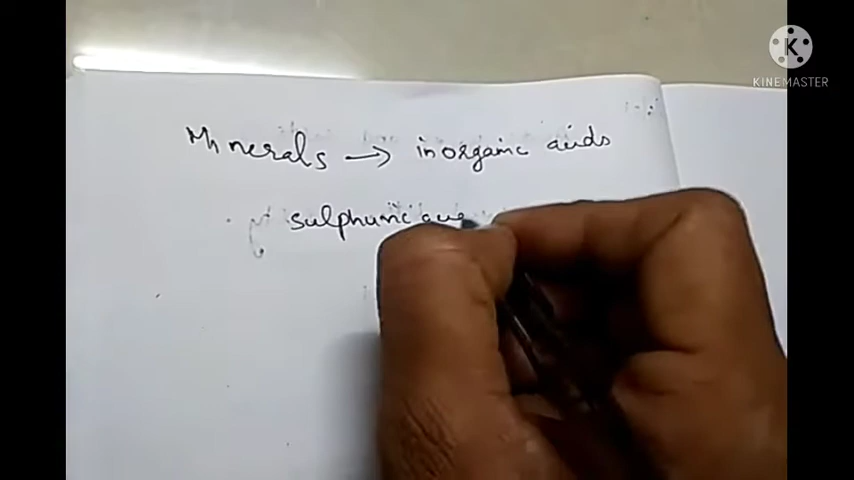 K
KINEMASTER
Minerals → inorganic acids
sulphuric